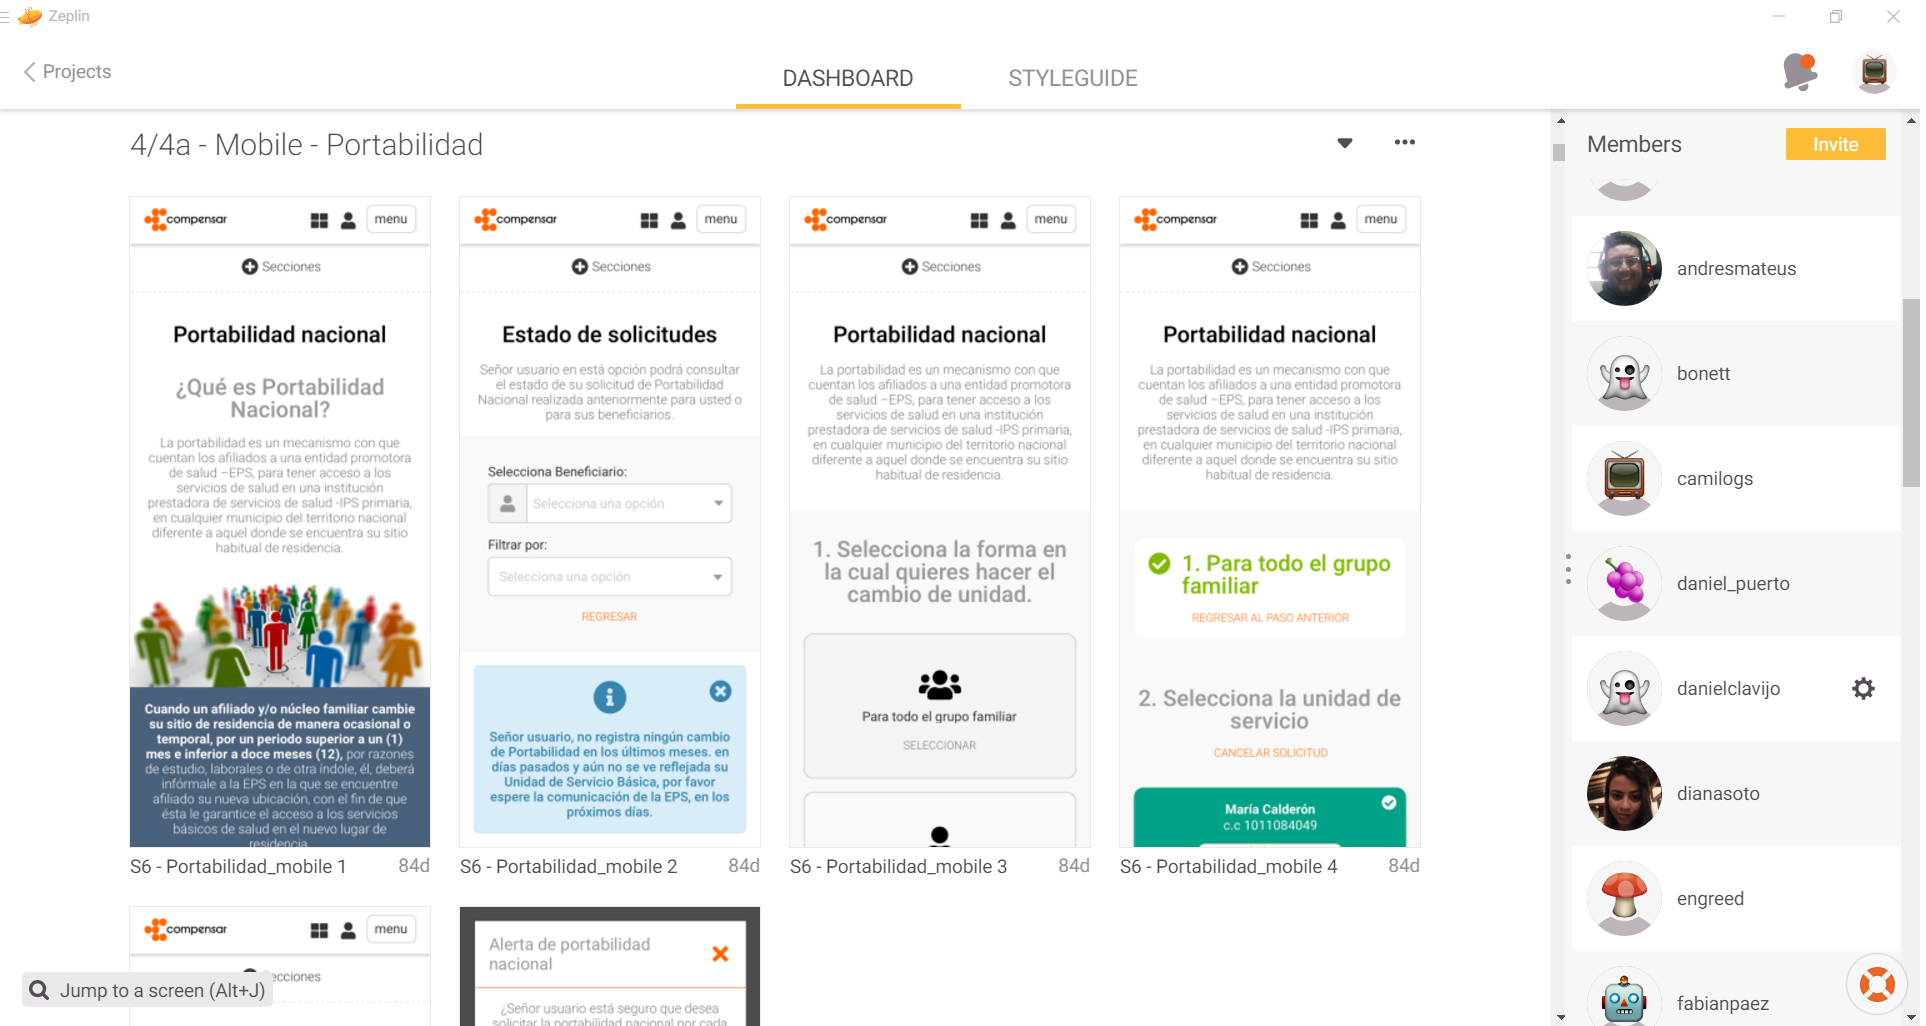 Zeplin
Projects
DASHBOARD
STYLEGUIDE
4/4a - Mobile - Portabilidad
Members
Invite
compensar
menu
Secciones
Portabilidad nacional
¿Qué es Portabilidad
Nacional?
La portabilidad es un mecanismo con que
cuentan los afiliados a una entidad promotora
de salud –EPS, para tener acceso a los
servicios de salud en una institución
prestadora de servicios de salud -IPS primaria,
en cualquier municipio del territorio nacional
diferente a aquel donde se encuentra su sitio
habitual de residencia.
Cuando un afiliado y/o núcleo familiar cambie
su sitio de residencia de manera ocasional o
temporal, por un periodo superior a un (1)
mes e inferior a doce meses (12), por razones
de estudio, laborales o de otra índole, él, deberá
infórmale a la EPS en la que se encuentre
afiliado su nueva ubicación, con el fin de que
ésta le garantice el acceso a los servicios
básicos de salud en el nuevo lugar de
residencia
S6 - Portabilidad_mobile 1
84d
compensar
menu
Secciones
Estado de solicitudes
Señor usuario en está opción podrá consultar
el estado de su solicitud de Portabilidad
Nacional realizada anteriormente para usted o
para sus beneficiarios.
Selecciona Beneficiario:
Selecciona una opción
Filtrar por:
Selecciona una opción
REGRESAR
Señor usuario, no registra ningún cambio
de Portabilidad en los últimos meses. en
días pasados y aún no se ve reflejada su
Unidad de Servicio Básica, por favor
espere la comunicación de la EPS, en los
próximos días.
S6 - Portabilidad_mobile 2
84d
compensar
menu
Secciones
Portabilidad nacional
La portabilidad es un mecanismo con que
cuentan los afiliados a una entidad promotora
de salud –EPS, para tener acceso a los
servicios de salud en una institución
prestadora de servicios de salud -IPS primaria,
en cualquier municipio del territorio nacional
diferente a aquel donde se encuentra su sitio
habitual de residencia.
1. Selecciona la forma en
la cual quieres hacer el
cambio de unidad.
Para todo el grupo familiar
SELECCIONAR
S6 - Portabilidad_mobile 3
84d
compensar
menu
Secciones
Portabilidad nacional
La portabilidad es un mecanismo con que
cuentan los afiliados a una entidad promotora
de salud –EPS, para tener acceso a los
servicios de salud en una institución
prestadora de servicios de salud -IPS primaria,
en cualquier municipio del territorio nacional
diferente a aquel donde se encuentra su sitio
habitual de residencia.
1. Para todo el grupo
familiar
REGRESAR AL PASO ANTERIOR
2. Selecciona la unidad de
servicio
CANCELAR SOLICITUD
María Calderón
c.c 1011084049
S6 - Portabilidad_mobile 4
84d
compensar
menu
ecciones
Jump to a screen (Alt+J)
Alerta de portabilidad
nacional
¿Señor usuario está seguro que desea
solicitar la portabilidad nacional por cada
andresmateus
bonett
camilogs
daniel_puerto
danielclavijo
dianasoto
engreed
fabianpaez